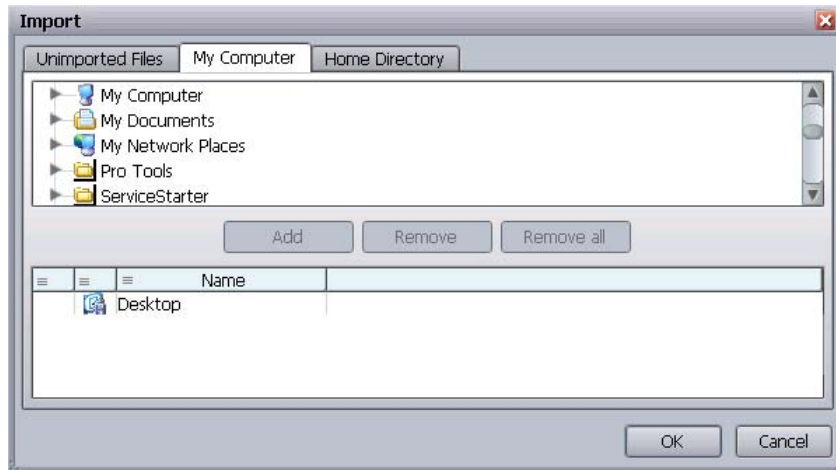 Import
Unimported Files My Computer Home Directory
My Computer
My Documents
My Network Places
Pro Tools
ServiceStarter
Add Remove Remove all
Name
Desktop
OK Cancel